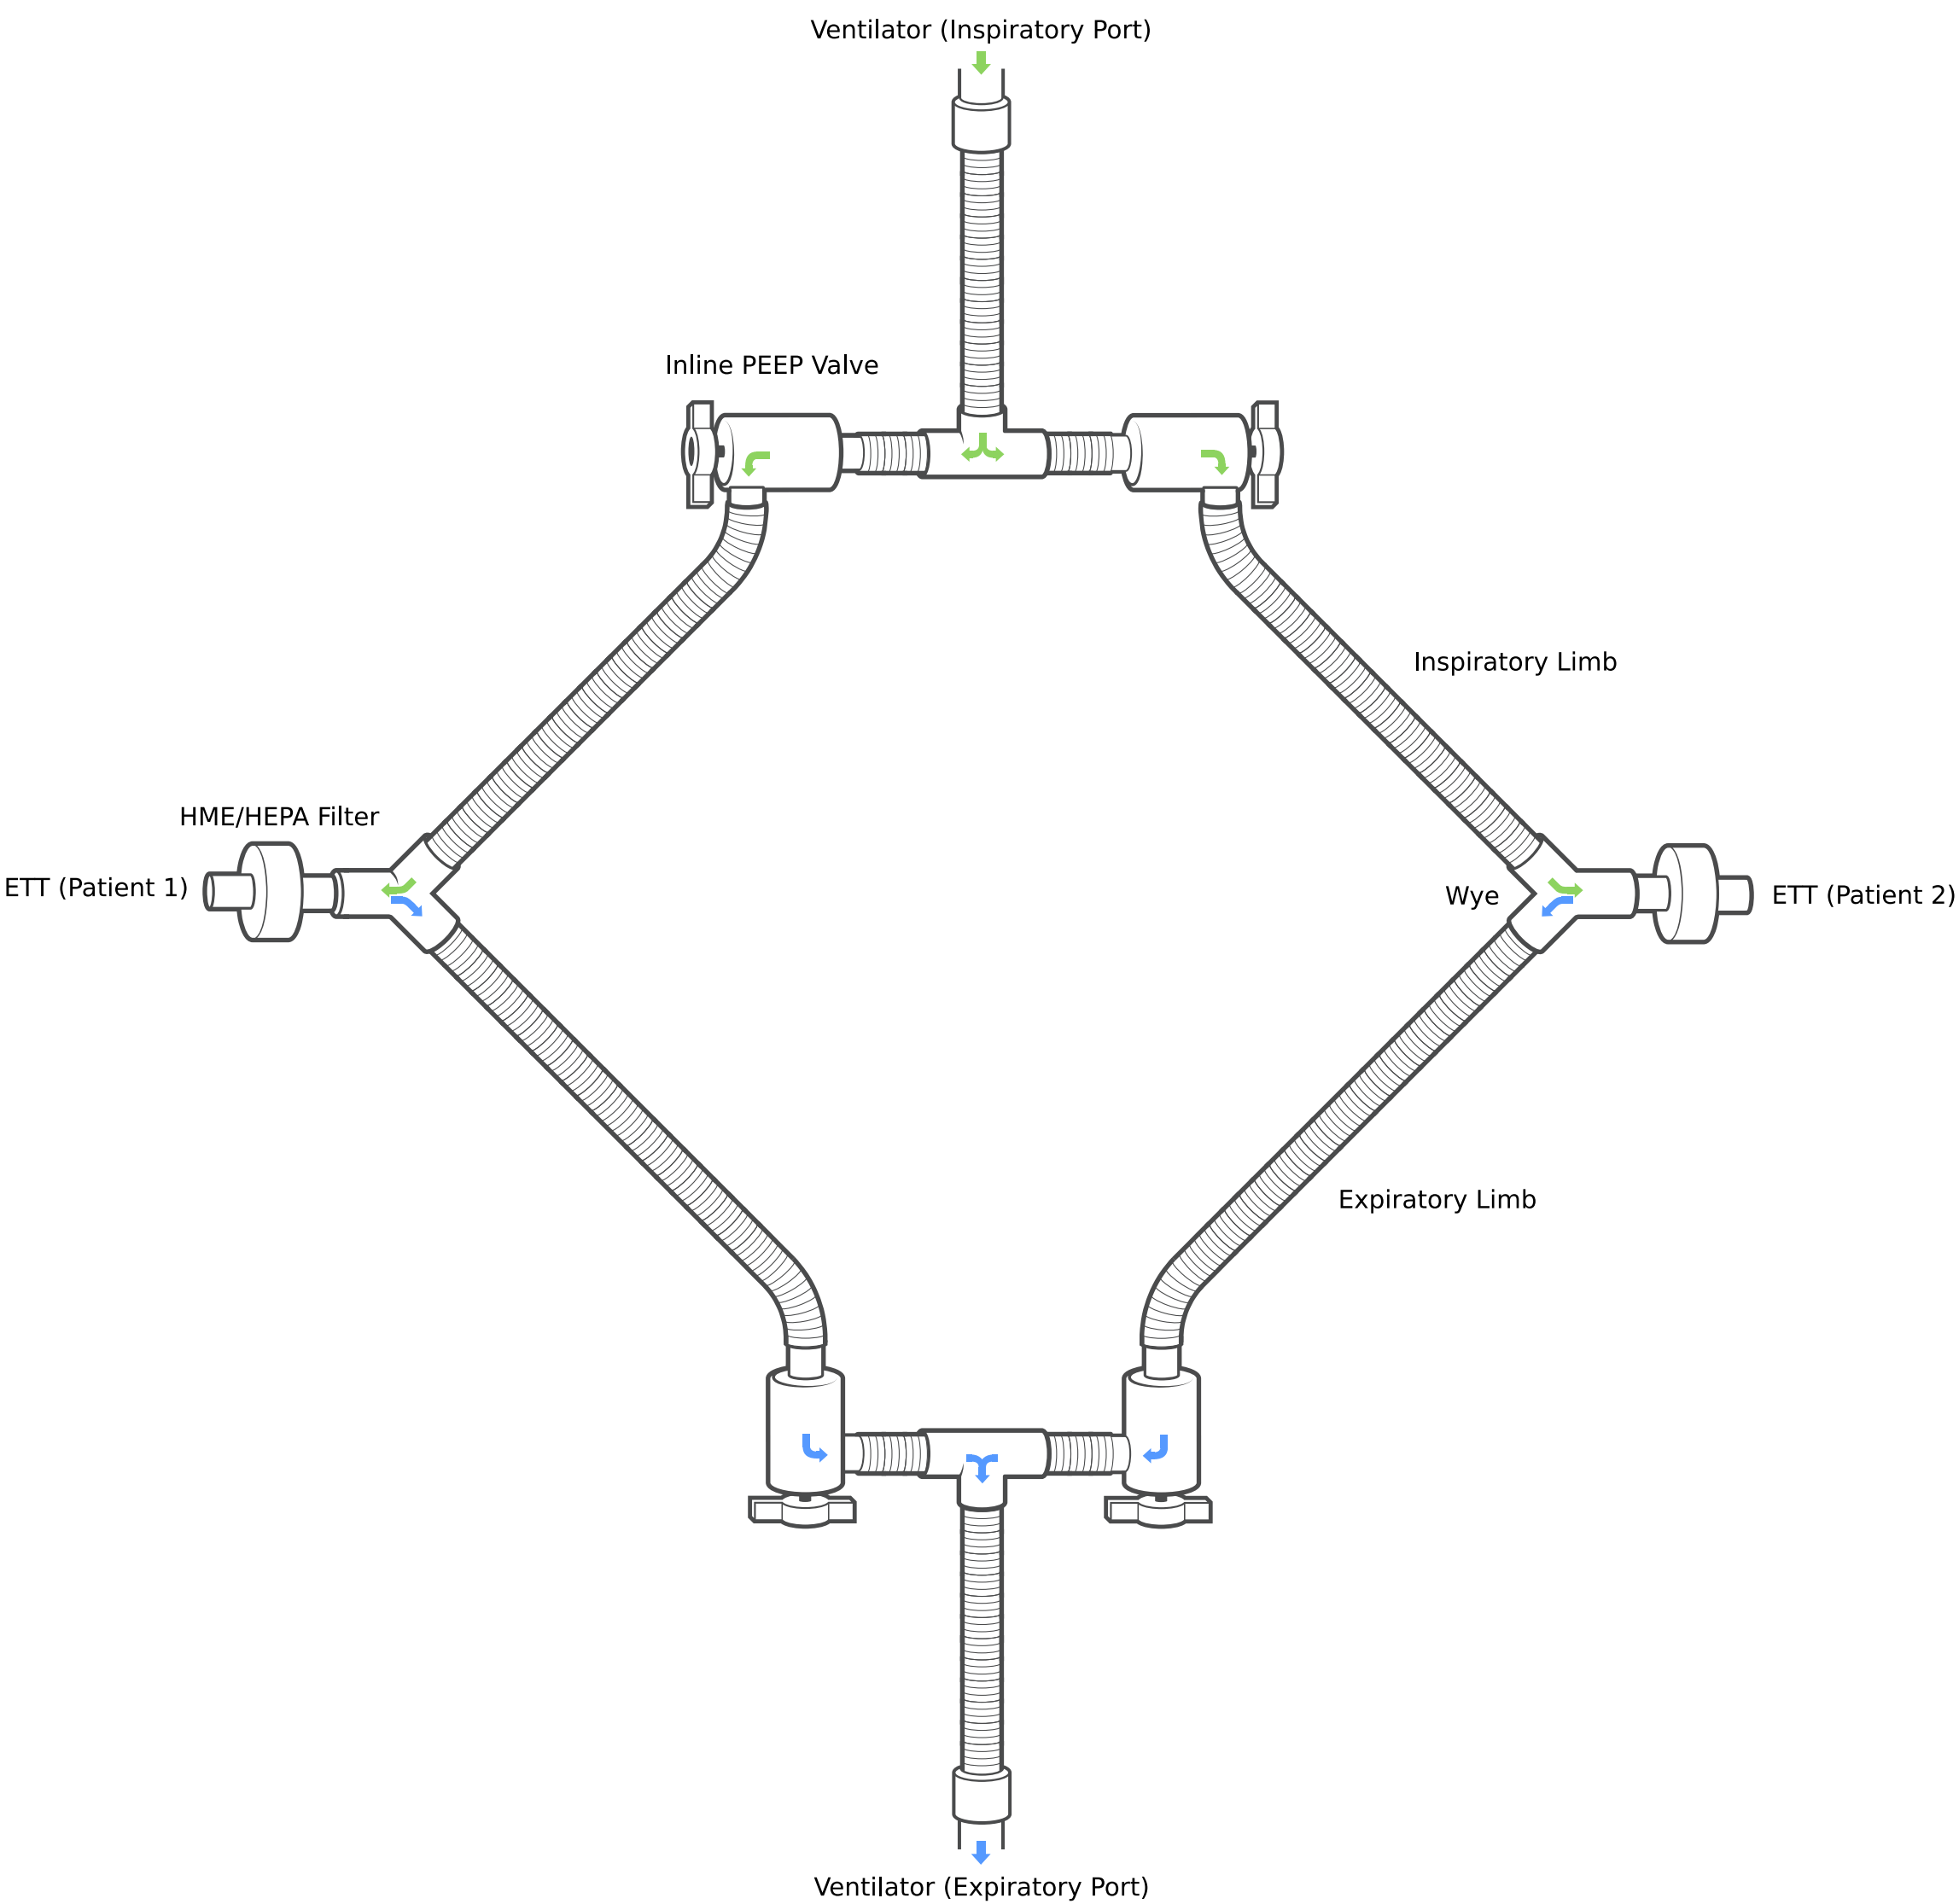 Ventilator (Inspiratory Port)
Inline PEEP Valve
Inspiratory Limb
HME/HEPA Filter
ETT (Patient 1)
Wye
ETT (Patient 2)
Expiratory Limb
Ventilator (Expiratory Port)